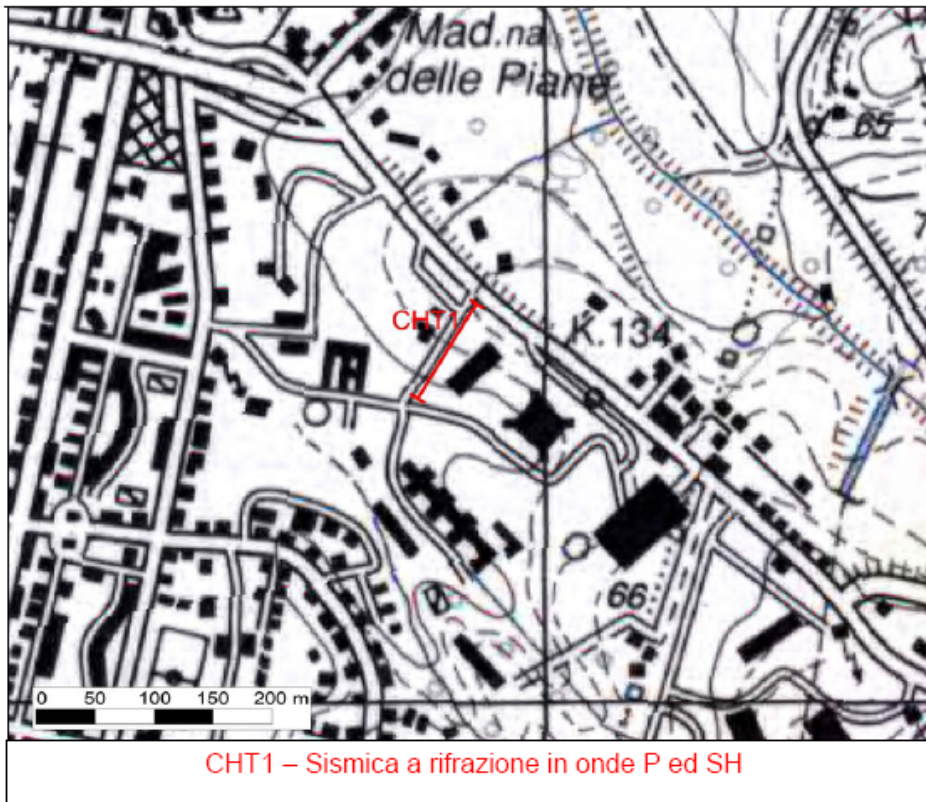 Mad.na
delle Piane
65
CHT1
K.134
66
0 50 100 150 200 m
CHT1 – Sismica a rifrazione in onde P ed SH